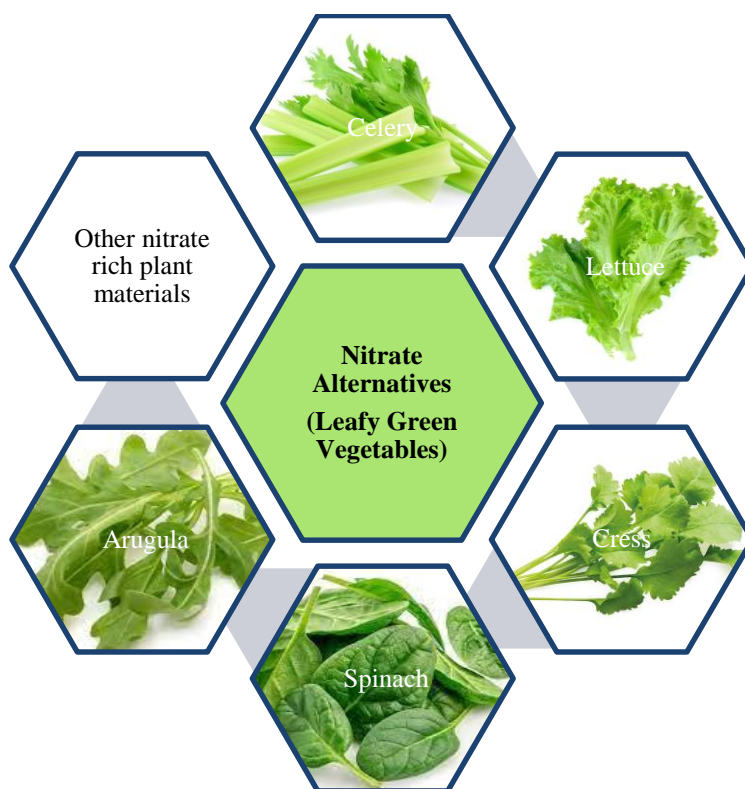 Celery
Lettuce
Other nitrate
rich plant
materials
Nitrate
Alternatives
(Leafy Green
Vegetables)
Arugula
Cress
Spinach